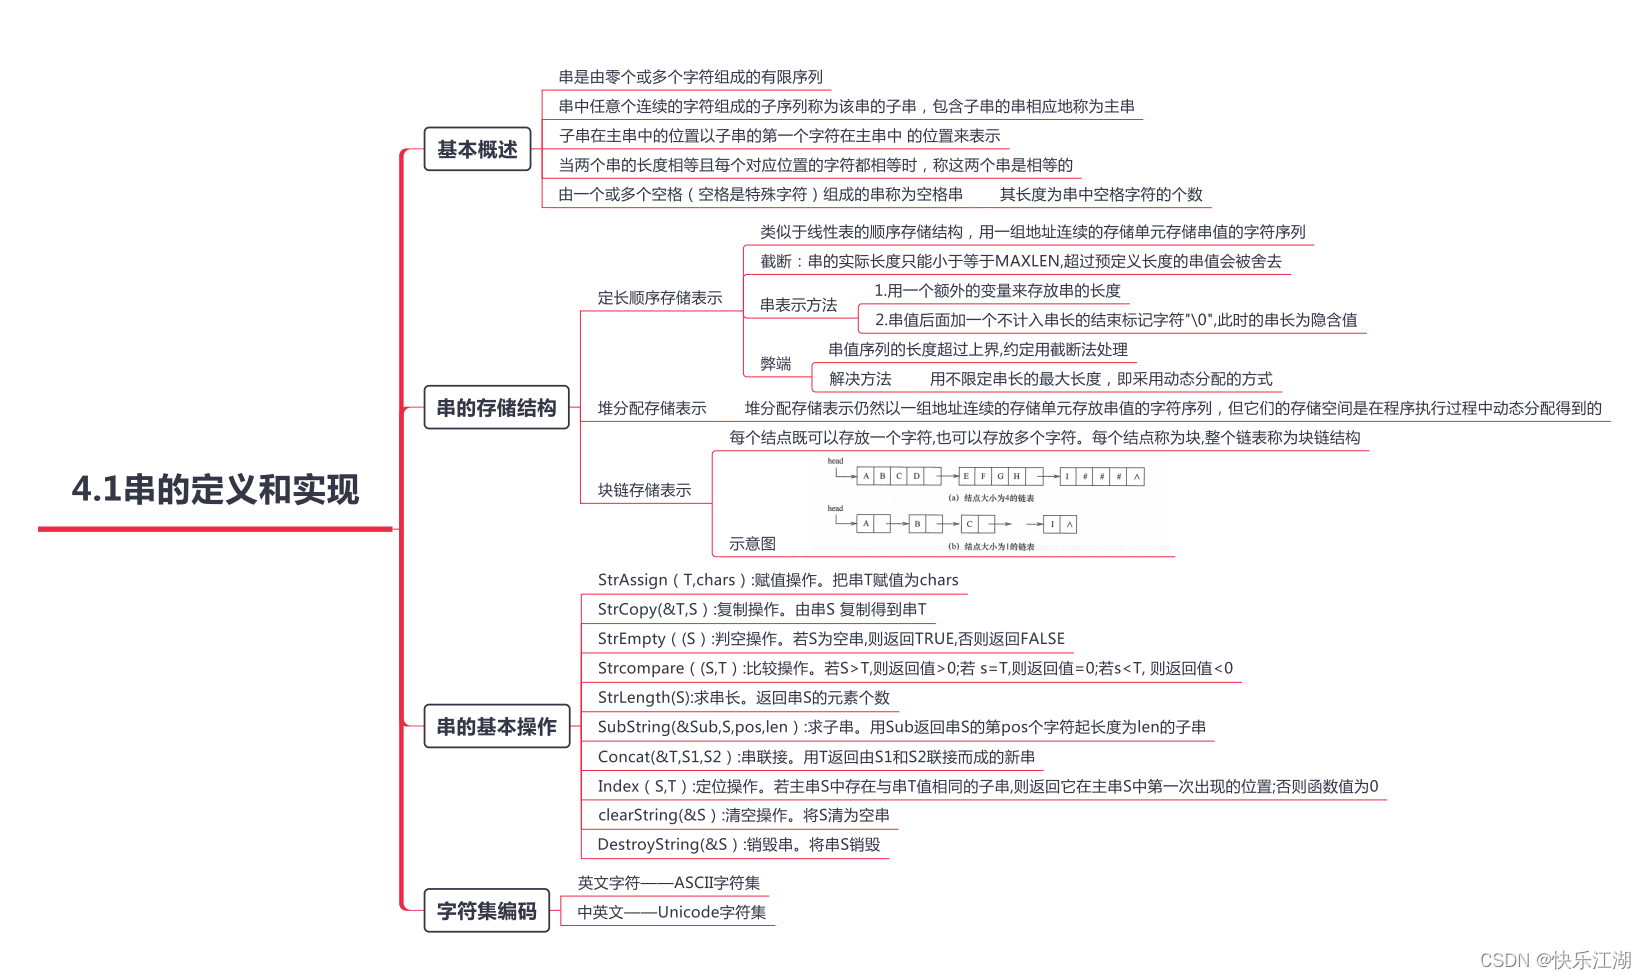 4.1串的定义和实现
基本概述
串是由零个或多个字符组成的有限序列
串中任意个连续的字符组成的子序列称为该串的子串，包含子串的串相应地称为主串
子串在主串中的位置以子串的第一个字符在主串中 的位置来表示
当两个串的长度相等且每个对应位置的字符都相等时，称这两个串是相等的
由一个或多个空格（空格是特殊字符）组成的串称为空格串 其长度为串中空格字符的个数
串的存储结构
定长顺序存储表示
类似于线性表的顺序存储结构，用一组地址连续的存储单元存储串值的字符序列
截断：串的实际长度只能小于等于MAXLEN,超过预定义长度的串值会被舍去
串表示方法
1.用一个额外的变量来存放串的长度
2.串值后面加一个不计入串长的结束标记字符"\0",此时的串长为隐含值
弊端
串值序列的长度超过上界,约定用截断法处理
解决方法 用不限定串长的最大长度，即采用动态分配的方式
堆分配存储表示 堆分配存储表示仍然以一组地址连续的存储单元存放串值的字符序列，但它们的存储空间是在程序执行过程中动态分配得到的
块链存储表示
每个结点既可以存放一个字符,也可以存放多个字符。每个结点称为块,整个链表称为块链结构
示意图
head
A B C D E F G H I # # # ∧
(a) 结点大小为4的链表
head
A B C I ∧
(b) 结点大小为1的链表
串的基本操作
StrAssign（T,chars）:赋值操作。把串T赋值为chars
StrCopy(&T,S）:复制操作。由串S 复制得到串T
StrEmpty（(S）:判空操作。若S为空串,则返回TRUE,否则返回FALSE
Strcompare（(S,T）:比较操作。若S>T,则返回值>0;若 s=T,则返回值=0;若s<T, 则返回值<0
StrLength(S):求串长。返回串S的元素个数
SubString(&Sub,S,pos,len）:求子串。用Sub返回串S的第pos个字符起长度为len的子串
Concat(&T,S1,S2）:串联接。用T返回由S1和S2联接而成的新串
Index（S,T）:定位操作。若主串S中存在与串T值相同的子串,则返回它在主串S中第一次出现的位置;否则函数值为0
clearString(&S）:清空操作。将S清为空串
DestroyString(&S）:销毁串。将串S销毁
字符集编码
英文字符——ASCII字符集
中英文——Unicode字符集
CSDN @快乐江湖